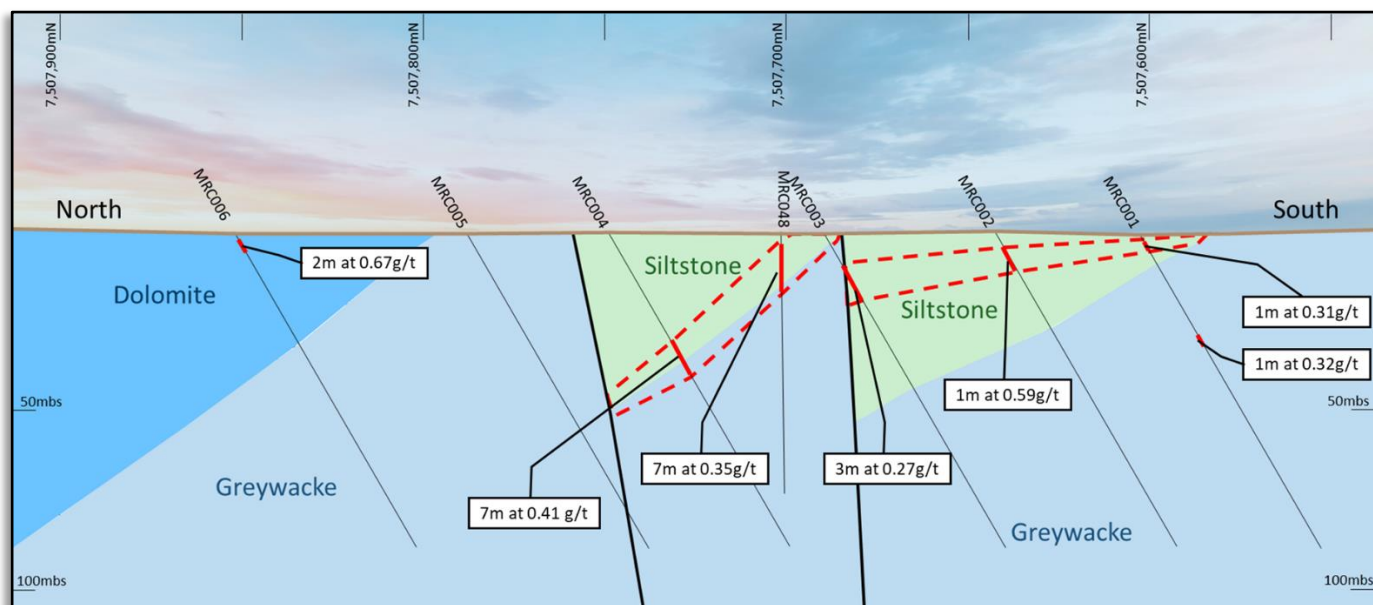 7,507,900mN
7,507,800mN
7,507,700mN
7,507,600mN
North
MRC006
MRC005
MRC004
MRC048
MRC003
MRC002
MRC001
South
2m at 0.67g/t
Siltstone
Dolomite
Siltstone
1m at 0.31g/t
1m at 0.32g/t
50mbs
1m at 0.59g/t
50mbs
7m at 0.35g/t
3m at 0.27g/t
Greywacke
7m at 0.41 g/t
Greywacke
100mbs
100mbs